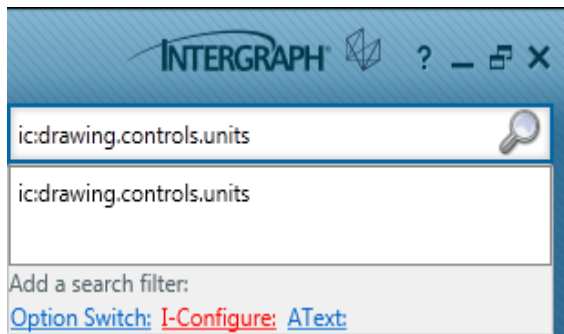 INTERGRAPH ?
ic:drawing.controls.units
ic:drawing.controls.units
Add a search filter:
Option Switch: I-Configure: AText: